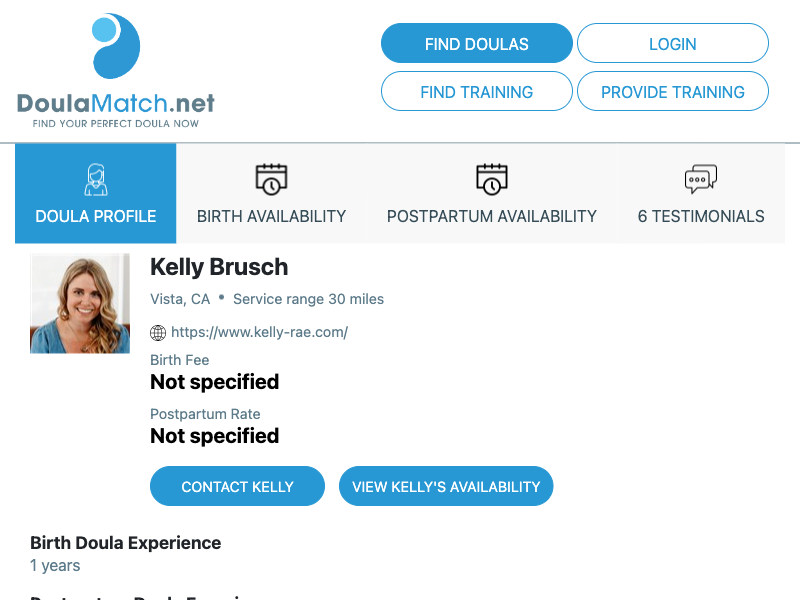 DoulaMatch.net
FIND YOUR PERFECT DOULA NOW
FIND DOULAS
LOGIN
FIND TRAINING
PROVIDE TRAINING
DOULA PROFILE
BIRTH AVAILABILITY
POSTPARTUM AVAILABILITY
6 TESTIMONIALS
Kelly Brusch
Vista, CA • Service range 30 miles
https://www.kelly-rae.com/
Birth Fee
Not specified
Postpartum Rate
Not specified
CONTACT KELLY
VIEW KELLY'S AVAILABILITY
Birth Doula Experience
1 years